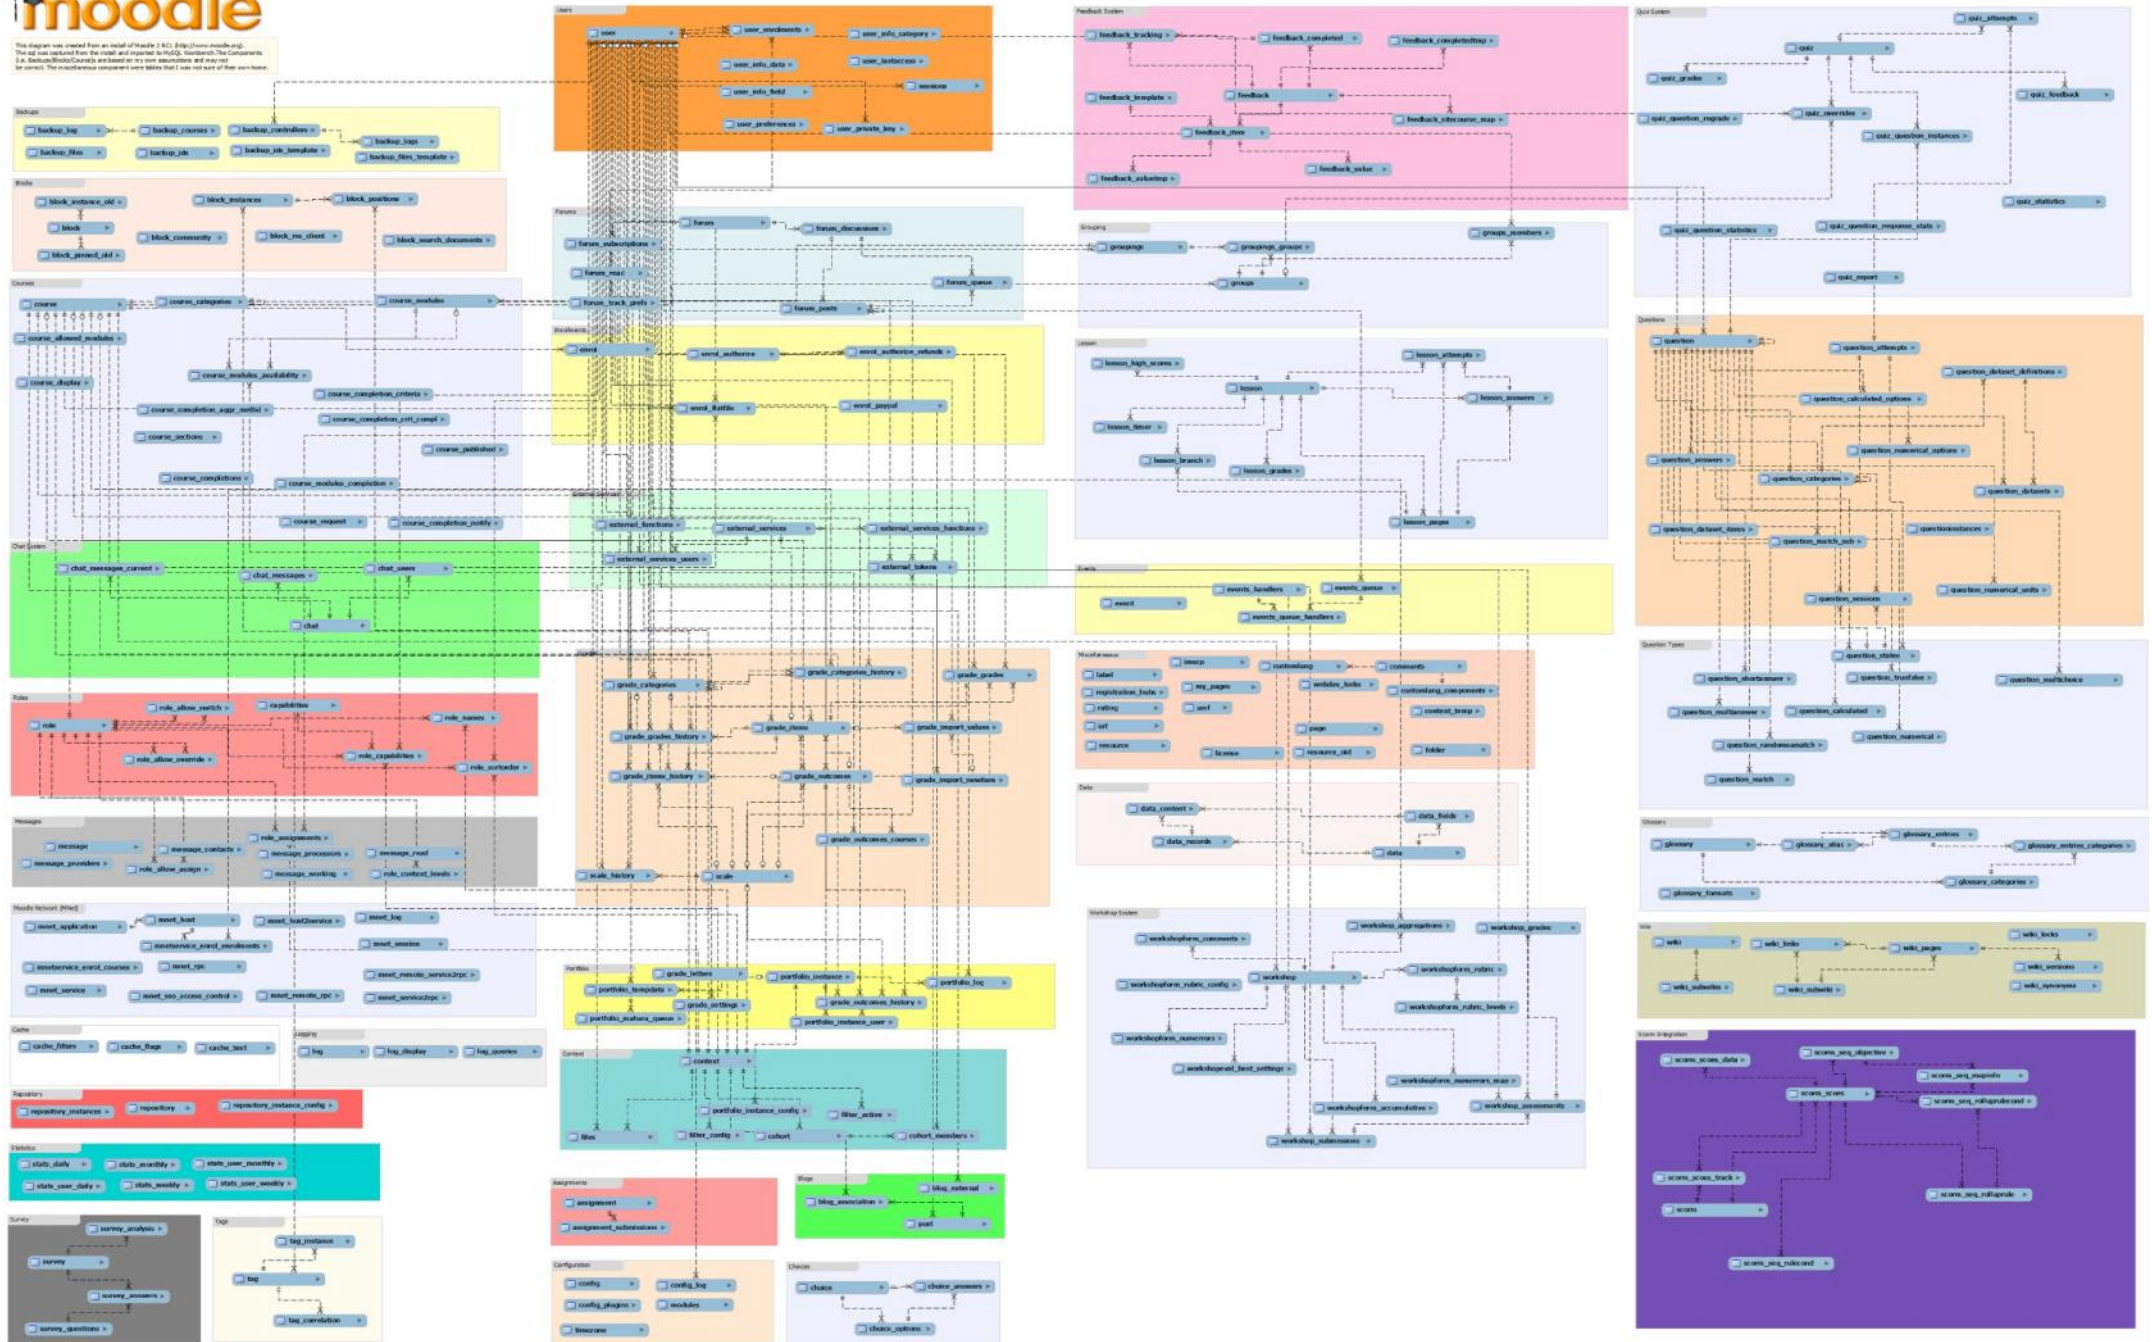 moodle
This diagram was created from an install of Moodle 2 RC1 (http://www.moodle.org).
The sql was captured from the install and imported to MySQL Workbench. The Components
(i.e. Backups/Blocks/Course)s are based on my own assumptions and may not
be correct. The miscellaneous component were tables that I was not sure of their own home.
Backups
backup_log
backup_courses
backup_controllers
backup_logs
backup_files
backup_ids
backup_ids_template
backup_files_template
Blocks
block_instance_old
block_instances
block_positions
block
block_community
block_rss_client
block_search_documents
block_pinned_old
Courses
course
course_categories
course_modules
course_allowed_modules
course_display
course_modules_availability
course_completion_criteria
course_completion_aggr_methd
course_completion_crit_compl
course_sections
course_published
course_completions
course_modules_completion
course_request
course_completion_notify
Chat System
chat_messages_current
chat_messages
chat_users
chat
Roles
role_allow_switch
capabilities
role
role_names
role_allow_override
role_capabilities
role_sortorder
Messages
role_assignments
message
message_contacts
message_processors
message_read
message_providers
role_allow_assign
message_working
role_context_levels
Moodle Network (MNet)
mnet_application
mnet_host
mnet_host2service
mnet_log
mnetservice_enrol_enrolments
mnet_session
mnetservice_enrol_courses
mnet_rpc
mnet_remote_service2rpc
mnet_service
mnet_sso_access_control
mnet_remote_rpc
mnet_service2rpc
Cache
cache_filters
cache_flags
cache_text
Logging
log
log_display
log_queries
Repository
repository_instances
repository
repository_instance_config
Statistics
stats_daily
stats_monthly
stats_user_monthly
stats_user_daily
stats_weekly
stats_user_weekly
Survey
survey_analysis
survey
survey_answers
survey_questions
Tags
tag_instance
tag
tag_correlation
Users
user
user_enrolments
user_info_category
user_info_data
user_lastaccess
user_info_field
sessions
user_preferences
user_private_key
Forums
forum
forum_discussions
forum_subscriptions
forum_read
forum_queue
forum_track_prefs
forum_posts
Enrollments
enrol
enrol_authorize
enrol_authorize_refunds
enrol_flatfile
enrol_paypal
External Services
external_functions
external_services
external_services_functions
external_services_users
external_tokens
grade_categories
grade_categories_history
grade_grades
grade_grades_history
grade_items
grade_import_values
grade_items_history
grade_outcomes
grade_import_newitem
grade_outcomes_courses
scale_history
scale
Portfolio
grade_letters
portfolio_instance
portfolio_log
portfolio_tempdata
grade_settings
grade_outcomes_history
portfolio_mahara_queue
portfolio_instance_user
Context
context
portfolio_instance_config
filter_active
files
filter_config
cohort
cohort_members
Assignments
assignment
assignment_submissions
Blogs
blog_external
blog_association
post
Configuration
config
config_log
config_plugins
modules
timezone
Choices
choice
choice_answers
choice_options
Feedback System
feedback_tracking
feedback_completed
feedback_completedtmp
feedback_template
feedback
feedback_sitecourse_map
feedback_item
feedback_value
feedback_valuetmp
Grouping
groups_members
groupings
groupings_groups
groups
Lesson
lesson_high_scores
lesson_attempts
lesson
lesson_answers
lesson_timer
lesson_branch
lesson_grades
lesson_pages
Events
events_handlers
events_queue
event
events_queue_handlers
Miscellaneous
label
imscp
customlang
comments
registration_hubs
my_pages
webdav_locks
customlang_components
rating
context_temp
url
page
resource
license
resource_old
folder
Data
data_content
data_fields
data_records
data
Workshop System
workshop_aggregations
workshop_grades
workshopform_comments
workshop
workshopform_rubric
workshopform_rubric_config
workshopform_rubric_levels
workshopform_numerrors
workshopeval_best_settings
workshopform_numerrors_map
workshopform_accumulative
workshop_assessments
workshop_submissions
Quiz System
quiz_attempts
quiz
quiz_grades
quiz_feedback
quiz_question_regrade
quiz_overrides
quiz_question_instances
quiz_statistics
quiz_question_statistics
quiz_question_response_stats
quiz_report
Questions
question
question_attempts
question_dataset_definitions
question_calculated_options
question_numerical_options
question_answers
question_categories
question_datasets
question_dataset_items
questioninstances
question_match_sub
question_numerical_units
question_sessions
Question Types
question_states
question_shortanswer
question_truefalse
question_multichoice
question_multianswer
question_calculated
question_randomsamatch
question_numerical
question_match
Glossary
glossary
glossary_alias
glossary_entries
glossary_entries_categories
glossary_categories
glossary_formats
Wiki
wiki
wiki_links
wiki_pages
wiki_locks
wiki_versions
wiki_subwikis
wiki_subwiki
wiki_synonyms
Scorm Integration
scorm_scoes_data
scorm_seq_objective
scorm_seq_mapinfo
scorm_scoes
scorm_seq_rolluprulecond
scorm_scoes_track
scorm_seq_rolluprule
scorm
scorm_seq_rulecond